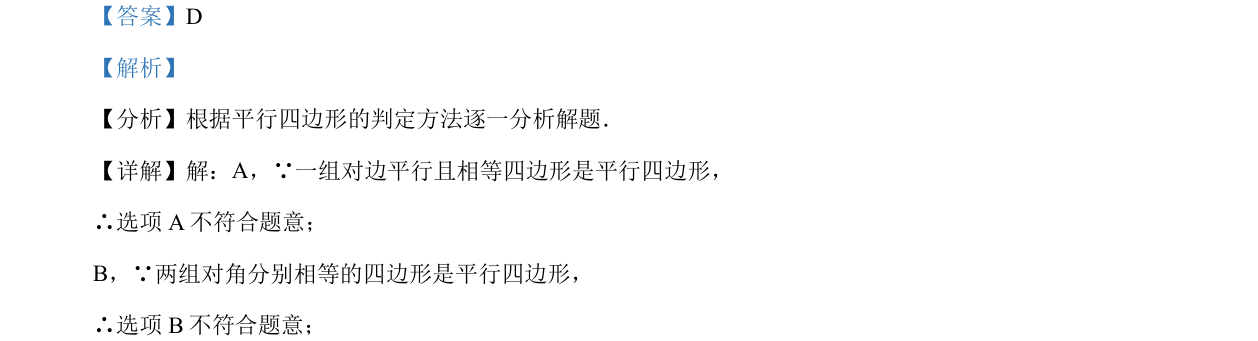 【答案】D
【解析】
【分析】根据平行四边形的判定方法逐一分析解题．
【详解】解：A，∵一组对边平行且相等四边形是平行四边形，
∴选项 A 不符合题意；
B，∵两组对角分别相等的四边形是平行四边形，
∴选项 B 不符合题意；